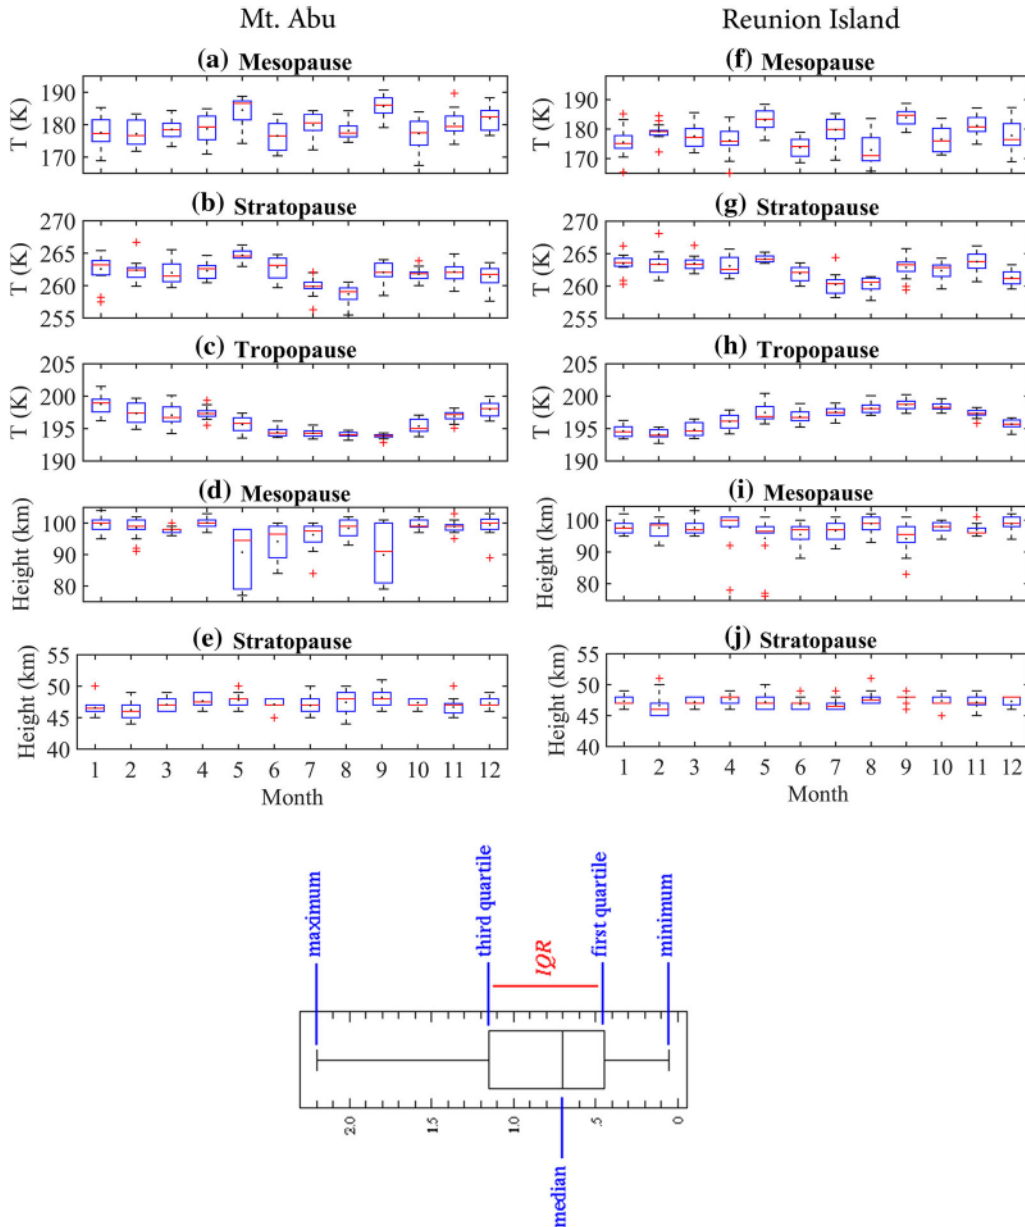 Mt. Abu
(a) Mesopause
T (K)
190
180
170
(b) Stratopause
T (K)
270
265
260
255
(c) Tropopause
T (K)
205
200
195
190
(d) Mesopause
Height (km)
100
90
80
(e) Stratopause
Height (km)
55
50
45
40
1 2 3 4 5 6 7 8 9 10 11 12
Month
Reunion Island
(f) Mesopause
T (K)
190
180
170
(g) Stratopause
T (K)
270
265
260
255
(h) Tropopause
T (K)
205
200
195
190
(i) Mesopause
Height (km)
100
90
80
(j) Stratopause
Height (km)
55
50
45
40
1 2 3 4 5 6 7 8 9 10 11 12
Month
maximum
third quartile
IQR
first quartile
minimum
2.0 1.5 1.0 .5 0
median